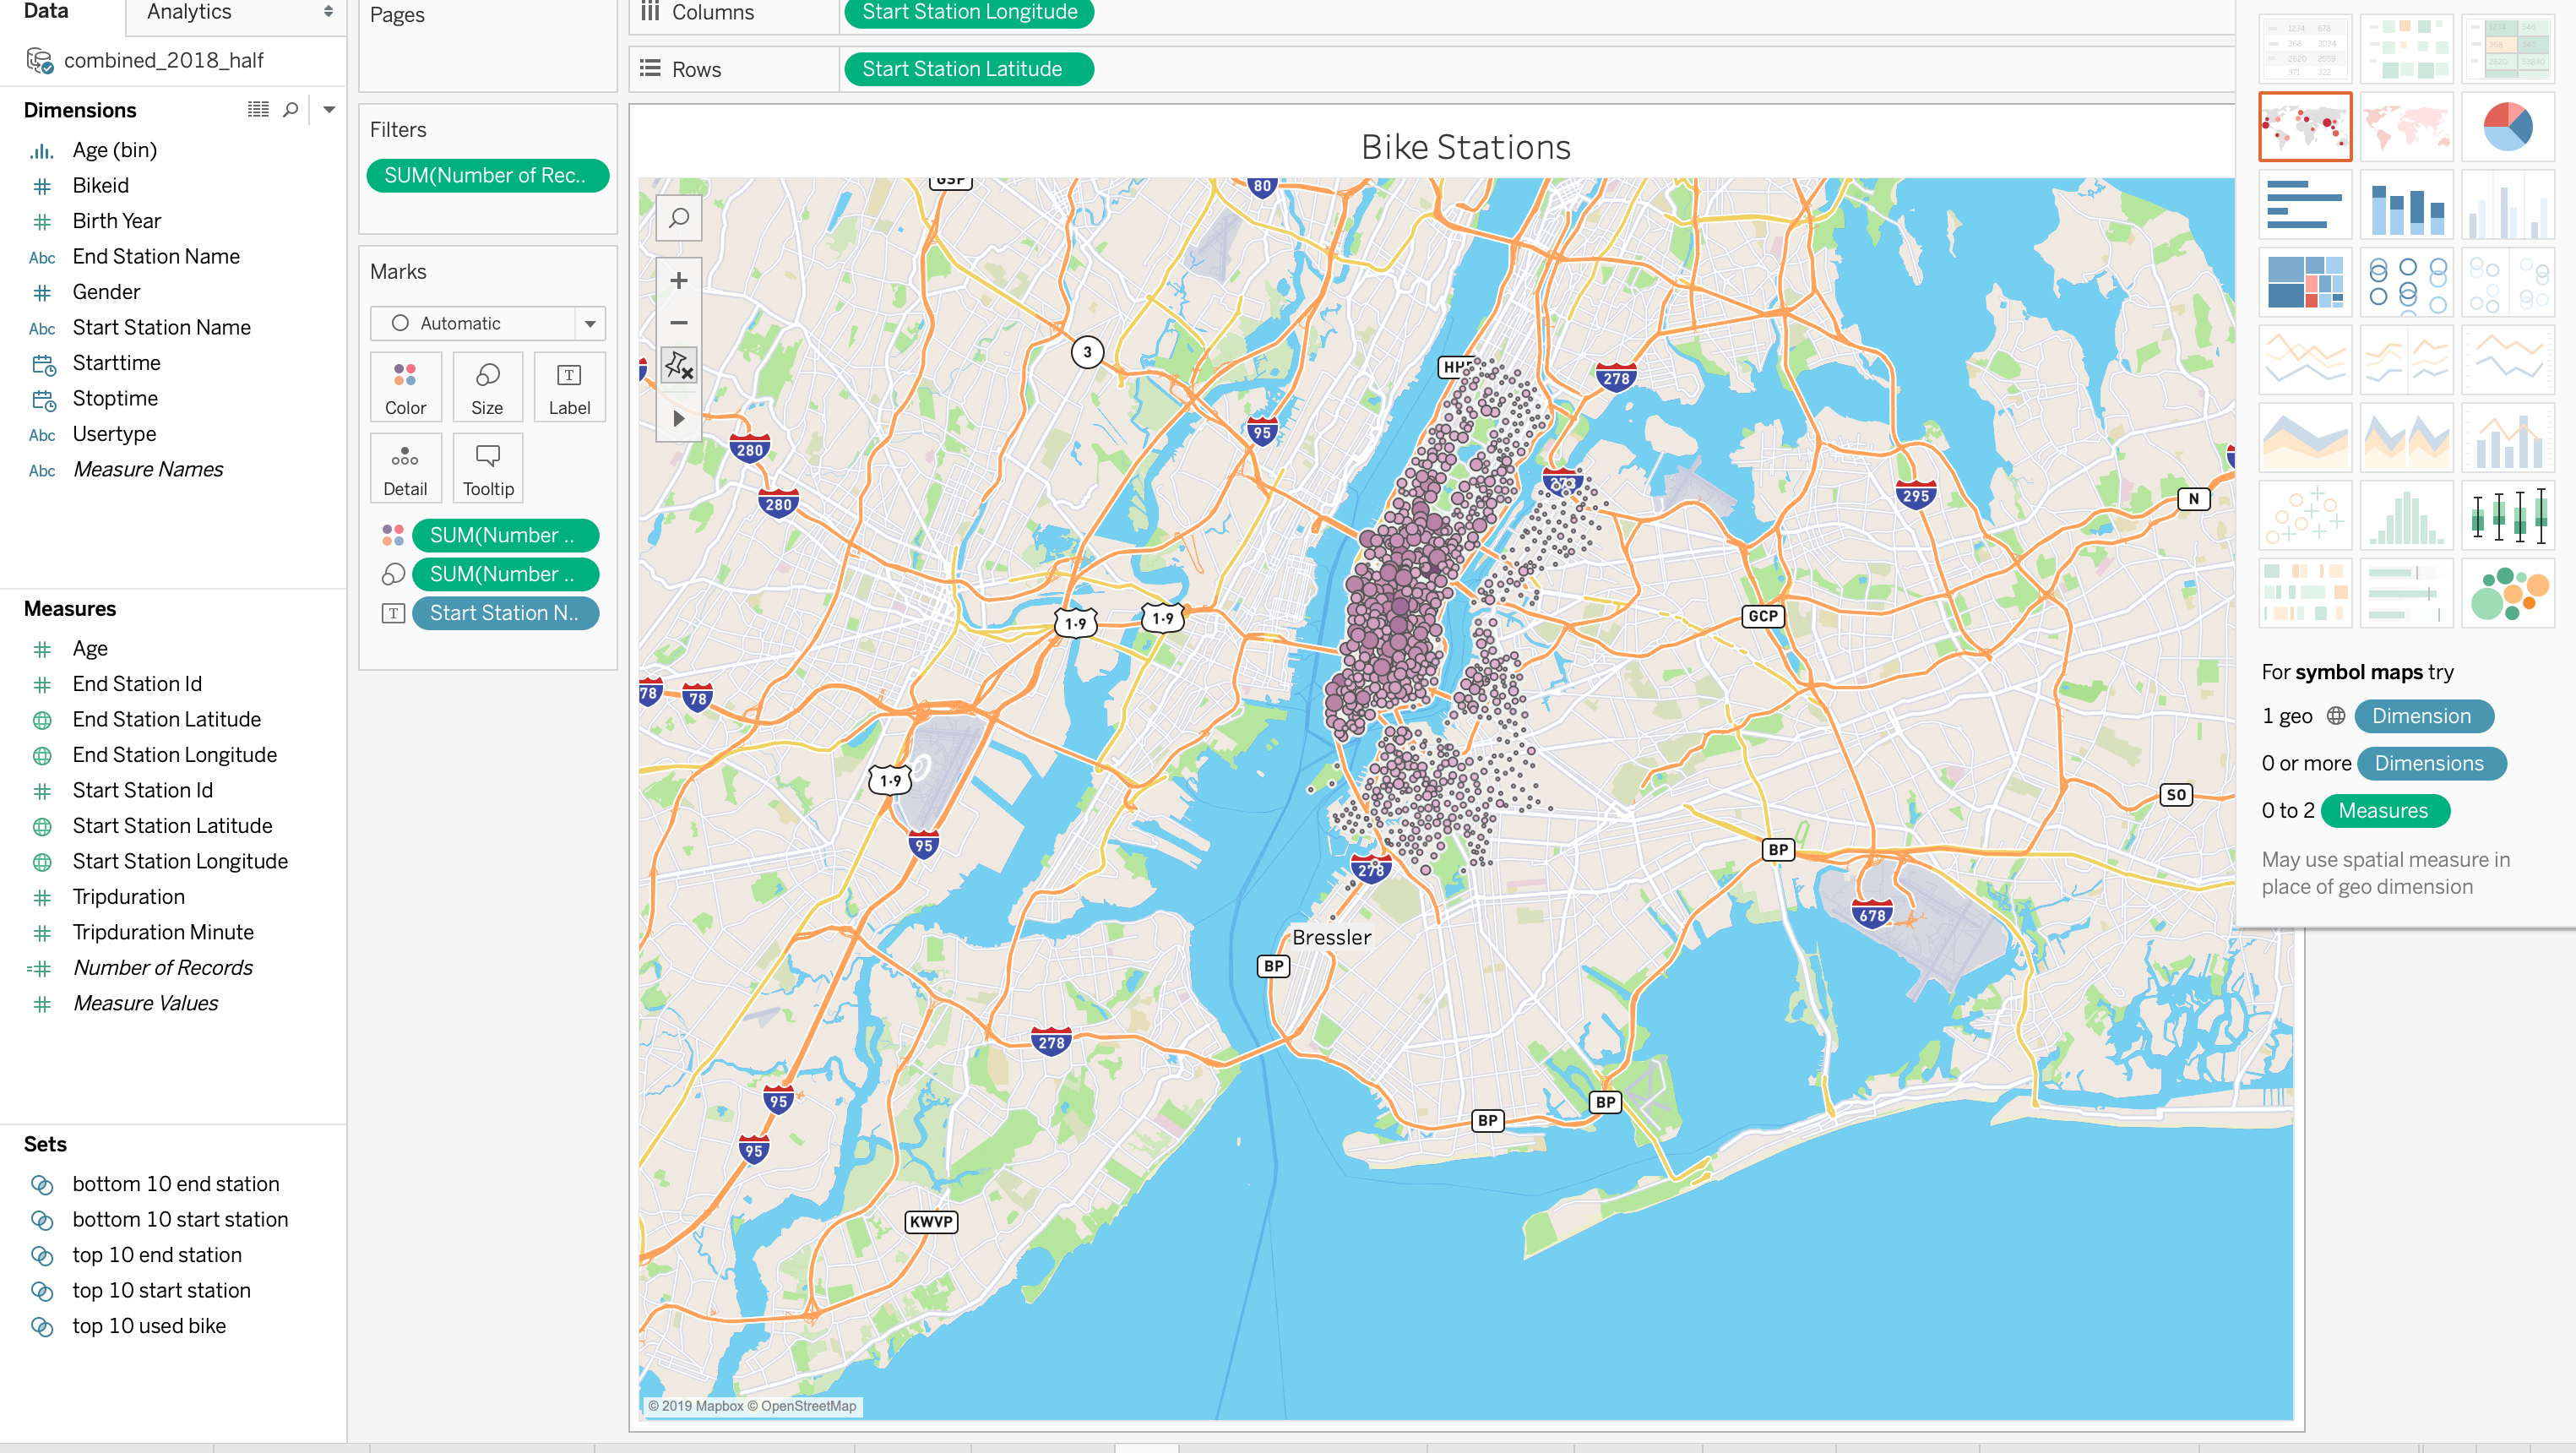 Data
Analytics
combined_2018_half
Dimensions
Age (bin)
Bikeid
Birth Year
Abc End Station Name
Gender
Abc Start Station Name
Starttime
Stoptime
Abc Usertype
Abc Measure Names
Measures
Age
End Station Id
End Station Latitude
End Station Longitude
Start Station Id
Start Station Latitude
Start Station Longitude
Tripduration
Tripduration Minute
Number of Records
Measure Values
Sets
bottom 10 end station
bottom 10 start station
top 10 end station
top 10 start station
top 10 used bike
Pages
Filters
SUM(Number of Rec..
Marks
Automatic
Color
Size
T Label
Detail
Tooltip
SUM(Number ..
SUM(Number ..
T Start Station N..
Columns
Start Station Longitude
Rows
Start Station Latitude
Bike Stations
GSP
80
3
278
95
280
280
295
N
1·9
1·9
GCP
78
78
1·9
95
SO
BP
278
678
Bressler
BP
278
95
95
BP
BP
KWVP
© 2019 Mapbox © OpenStreetMap
For symbol maps try
1 geo Dimension
0 or more Dimensions
0 to 2 Measures
May use spatial measure in
place of geo dimension